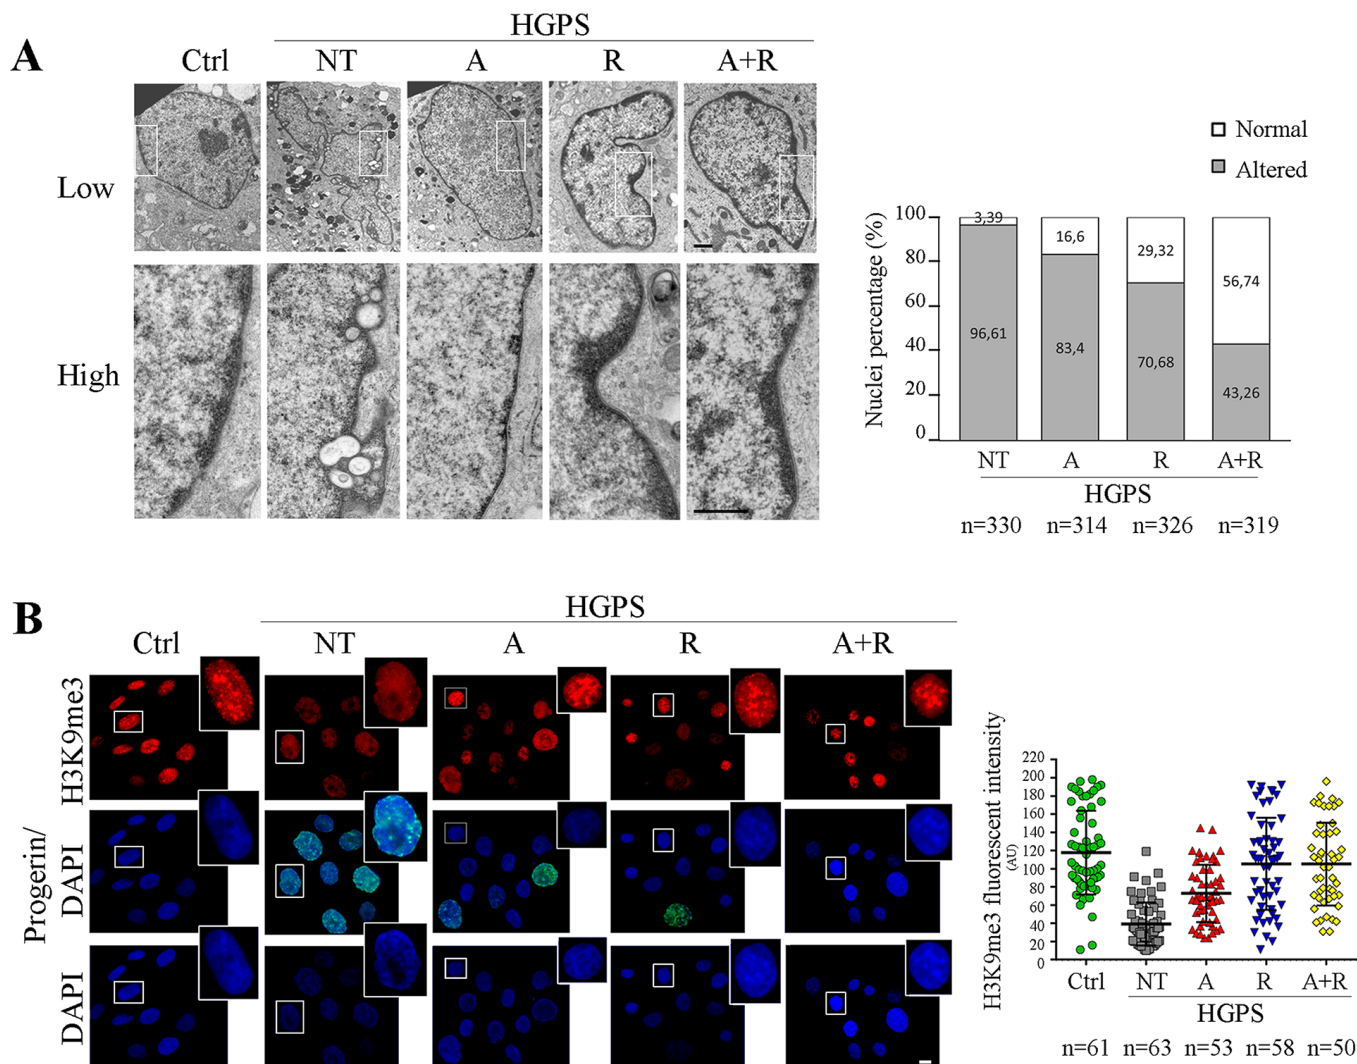 A
HGPS
Ctrl NT A R A+R
Low
High
Normal
Altered
Nuclei percentage (%)
100
80
60
40
20
0
3,39
96,61
16,6
83,4
29,32
70,68
56,74
43,26
NT A R A+R
HGPS
n=330 n=314 n=326 n=319
B
HGPS
Ctrl NT A R A+R
H3K9me3
Progerin/
DAPI
DAPI
H3K9me3 fluorescent intensity
(AU)
220
200
180
160
140
120
100
80
60
40
20
0
Ctrl NT A R A+R
HGPS
n=61 n=63 n=53 n=58 n=50